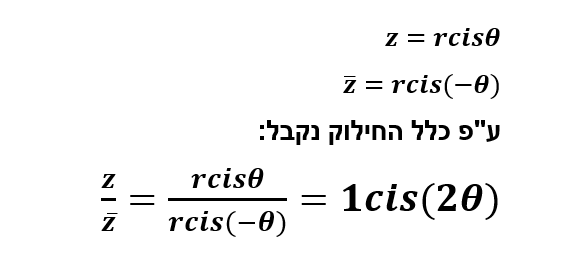 z = rcisθ
z̄ = rcis(−θ)
ע"פ כלל החילוק נקבל:
z/z̄ = rcisθ/rcis(−θ) = 1cis(2θ)